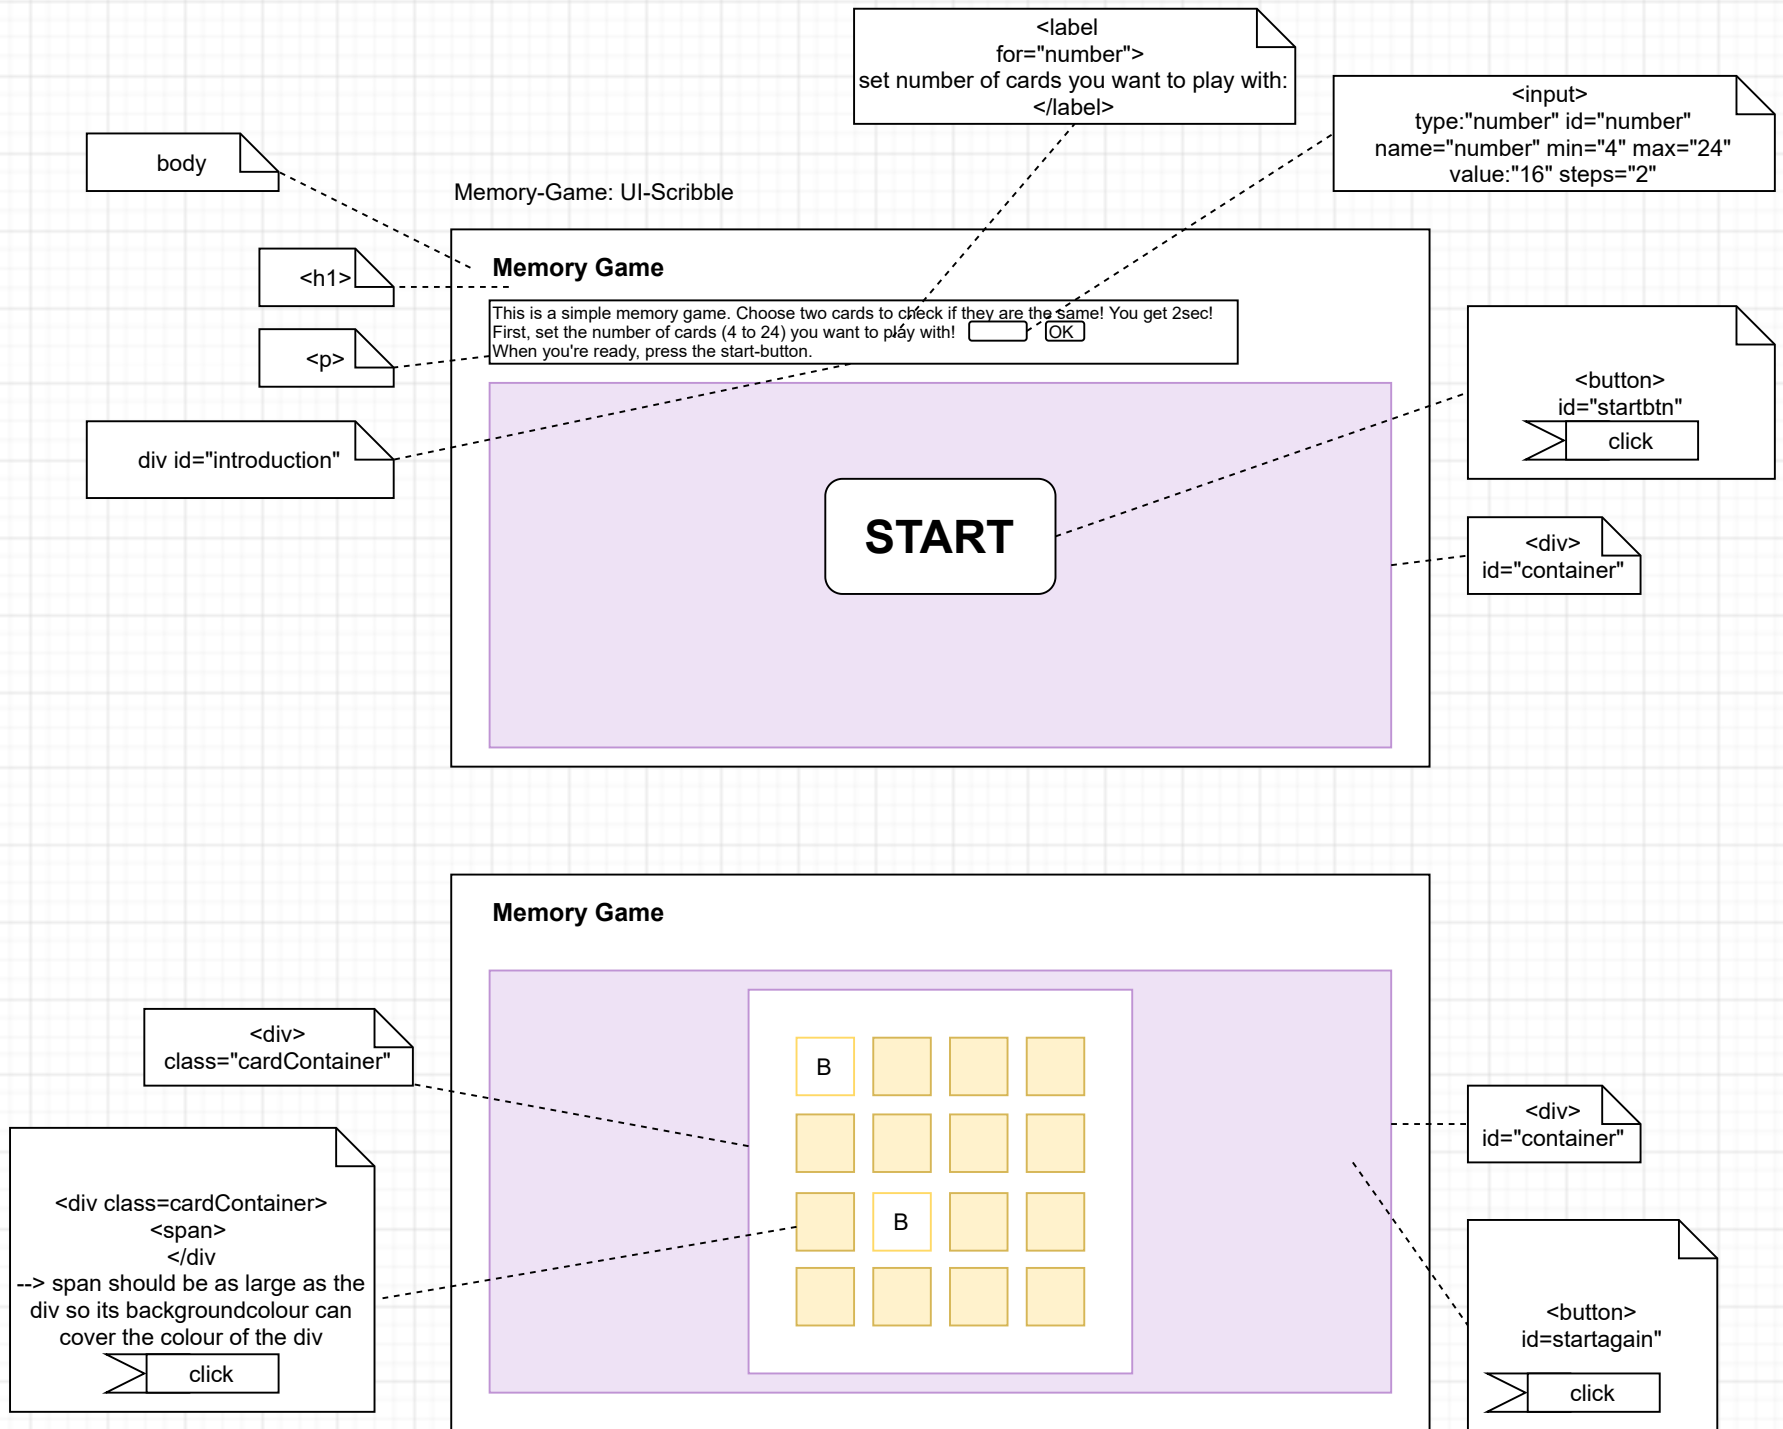 <label
for="number">
set number of cards you want to play with:
</label>
<input>
type:"number" id="number"
name="number" min="4" max="24"
value:"16" steps="2"
body
Memory-Game: UI-Scribble
<h1>
Memory Game
<p>
This is a simple memory game. Choose two cards to check if they are the same! You get 2sec!
First, set the number of cards (4 to 24) you want to play with!
OK
When you're ready, press the start-button.
div id="introduction"
<button>
id="startbtn"
click
START
<div>
id="container"
Memory Game
<div>
class="cardContainer"
B
B
<div>
id="container"
<div class=cardContainer>
<span>
</div
--> span should be as large as the
div so its backgroundcolour can
cover the colour of the div
click
<button>
id=startagain"
click